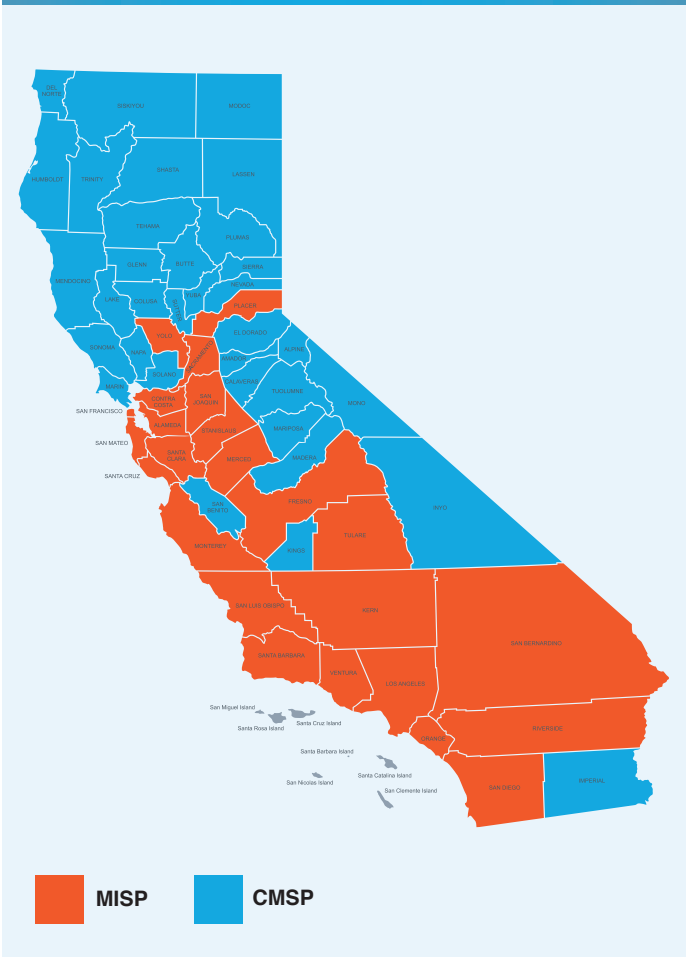 DEL
NORTE
SISKIYOU
MODOC
HUMBOLDT
TRINITY
SHASTA
LASSEN
TEHAMA
PLUMAS
GLENN
BUTTE
SIERRA
MENDOCINO
NEVADA
LAKE
COLUSA
SUTTER
YUBA
PLACER
YOLO
EL DORADO
SONOMA
NAPA
SACRAMENTO
AMADOR
ALPINE
SOLANO
MARIN
CALAVERAS
TUOLUMNE
MONO
CONTRA
COSTA
SAN
JOAQUIN
SAN FRANCISCO
ALAMEDA
STANISLAUS
MARIPOSA
SAN MATEO
SANTA
CLARA
MERCED
MADERA
SANTA CRUZ
SAN
BENITO
FRESNO
INYO
MONTEREY
KINGS
TULARE
SAN LUIS OBISPO
KERN
SAN BERNARDINO
SANTA BARBARA
VENTURA
LOS ANGELES
San Miguel Island
Santa Rosa Island
Santa Cruz Island
ORANGE
RIVERSIDE
Santa Barbara Island
San Nicolas Island
Santa Catalina Island
San Clemente Island
SAN DIEGO
IMPERIAL
MISP
CMSP